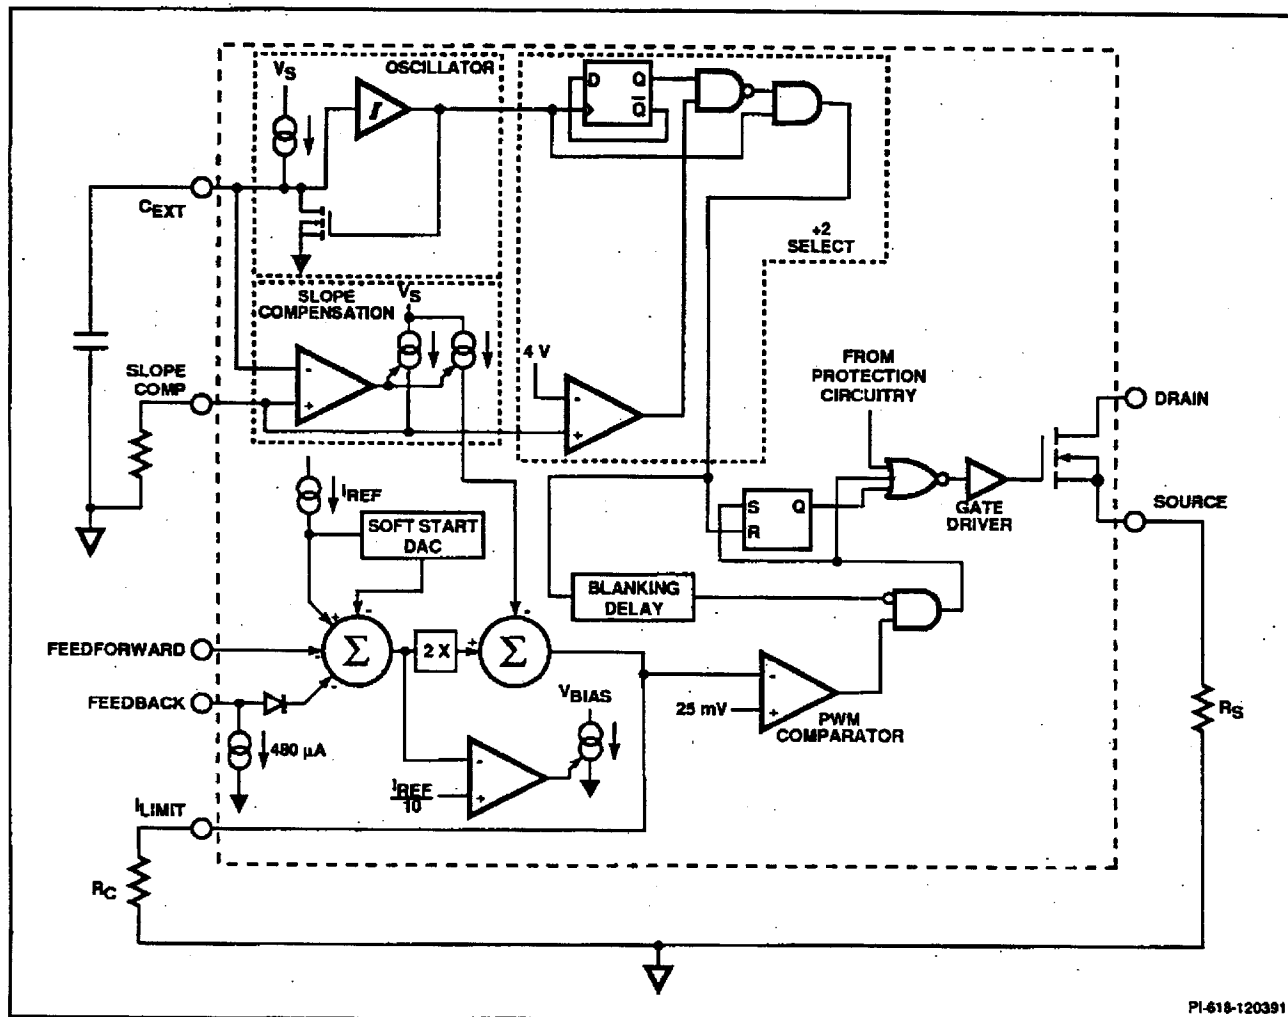 OSCILLATOR
VS
D Q
Q
CEXT
+2
SELECT
SLOPE
COMPENSATION
VS
SLOPE
COMP
-
+
4 V
-
+
FROM
PROTECTION
CIRCUITRY
DRAIN
SOURCE
GATE
DRIVER
IREF
SOFT START
DAC
S Q
R
BLANKING
DELAY
+
-
-
-
Σ
2 X
+
-
Σ
FEEDFORWARD
FEEDBACK
480 μA
VBIAS
-
+
IREF
10
25 mV
-
+
PWM
COMPARATOR
RS
ILIMIT
RC
PI-618-120391